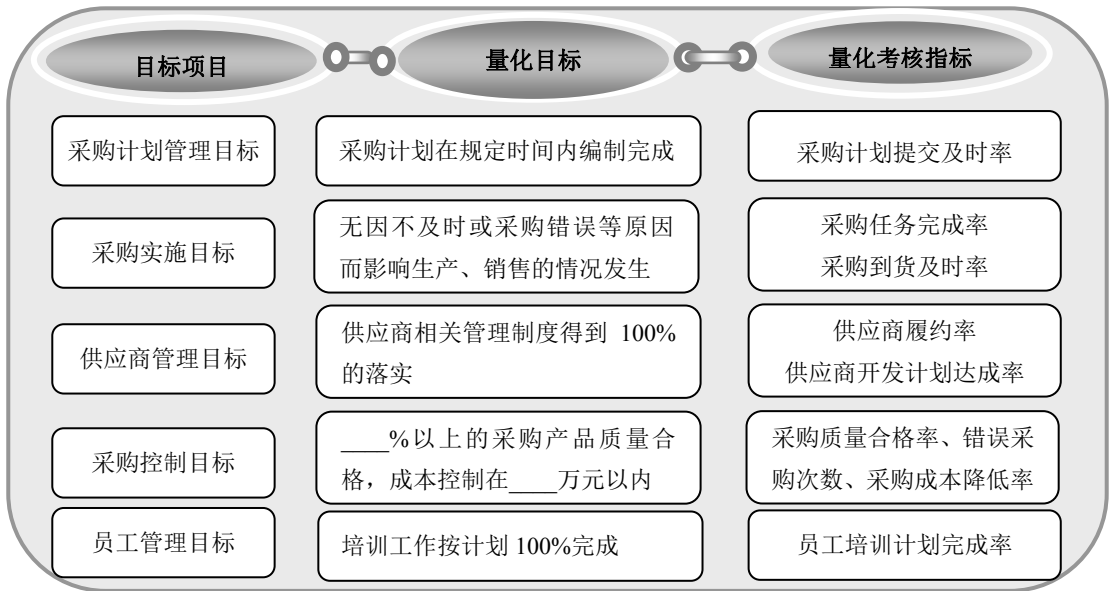 目标项目
量化目标
量化考核指标
采购计划管理目标
采购计划在规定时间内编制完成
采购计划提交及时率
采购实施目标
无因不及时或采购错误等原因
而影响生产、销售的情况发生
采购任务完成率
采购到货及时率
供应商管理目标
供应商相关管理制度得到 100%
的落实
供应商履约率
供应商开发计划达成率
采购控制目标
____%以上的采购产品质量合
格，成本控制在____万元以内
采购质量合格率、错误采
购次数、采购成本降低率
员工管理目标
培训工作按计划 100%完成
员工培训计划完成率